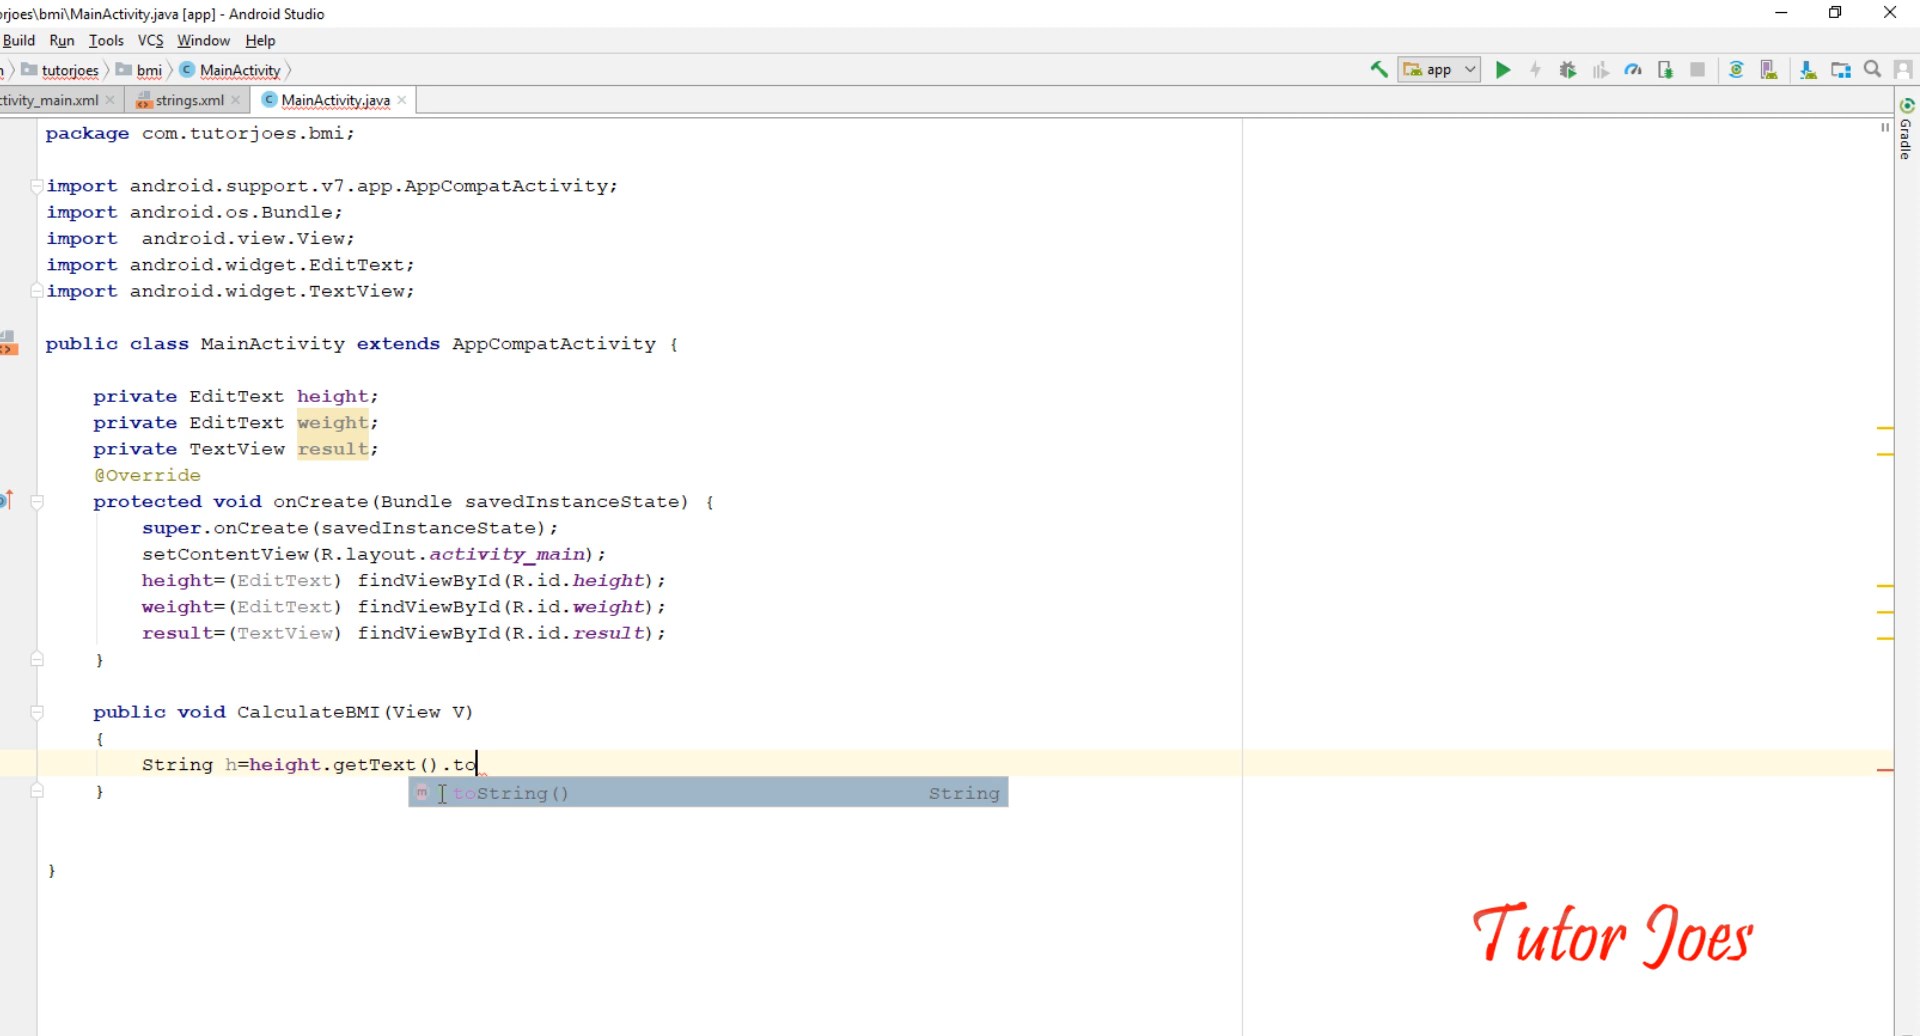 orjoes\bmi\MainActivity.java [app] - Android Studio
Build Run Tools VCS Window Help
tutorjoes bmi MainActivity app
ctivity_main.xml strings.xml MainActivity.java
Gradle
package com.tutorjoes.bmi;
import android.support.v7.app.AppCompatActivity;
import android.os.Bundle;
import  android.view.View;
import android.widget.EditText;
import android.widget.TextView;
public class MainActivity extends AppCompatActivity {
private EditText height;
private EditText weight;
private TextView result;
@Override
protected void onCreate(Bundle savedInstanceState) {
super.onCreate(savedInstanceState);
setContentView(R.layout.activity_main);
height=(EditText) findViewById(R.id.height);
weight=(EditText) findViewById(R.id.weight);
result=(TextView) findViewById(R.id.result);
}
public void CalculateBMI(View V)
{
String h=height.getText().to
m toString() String
}
}
Tutor Joes